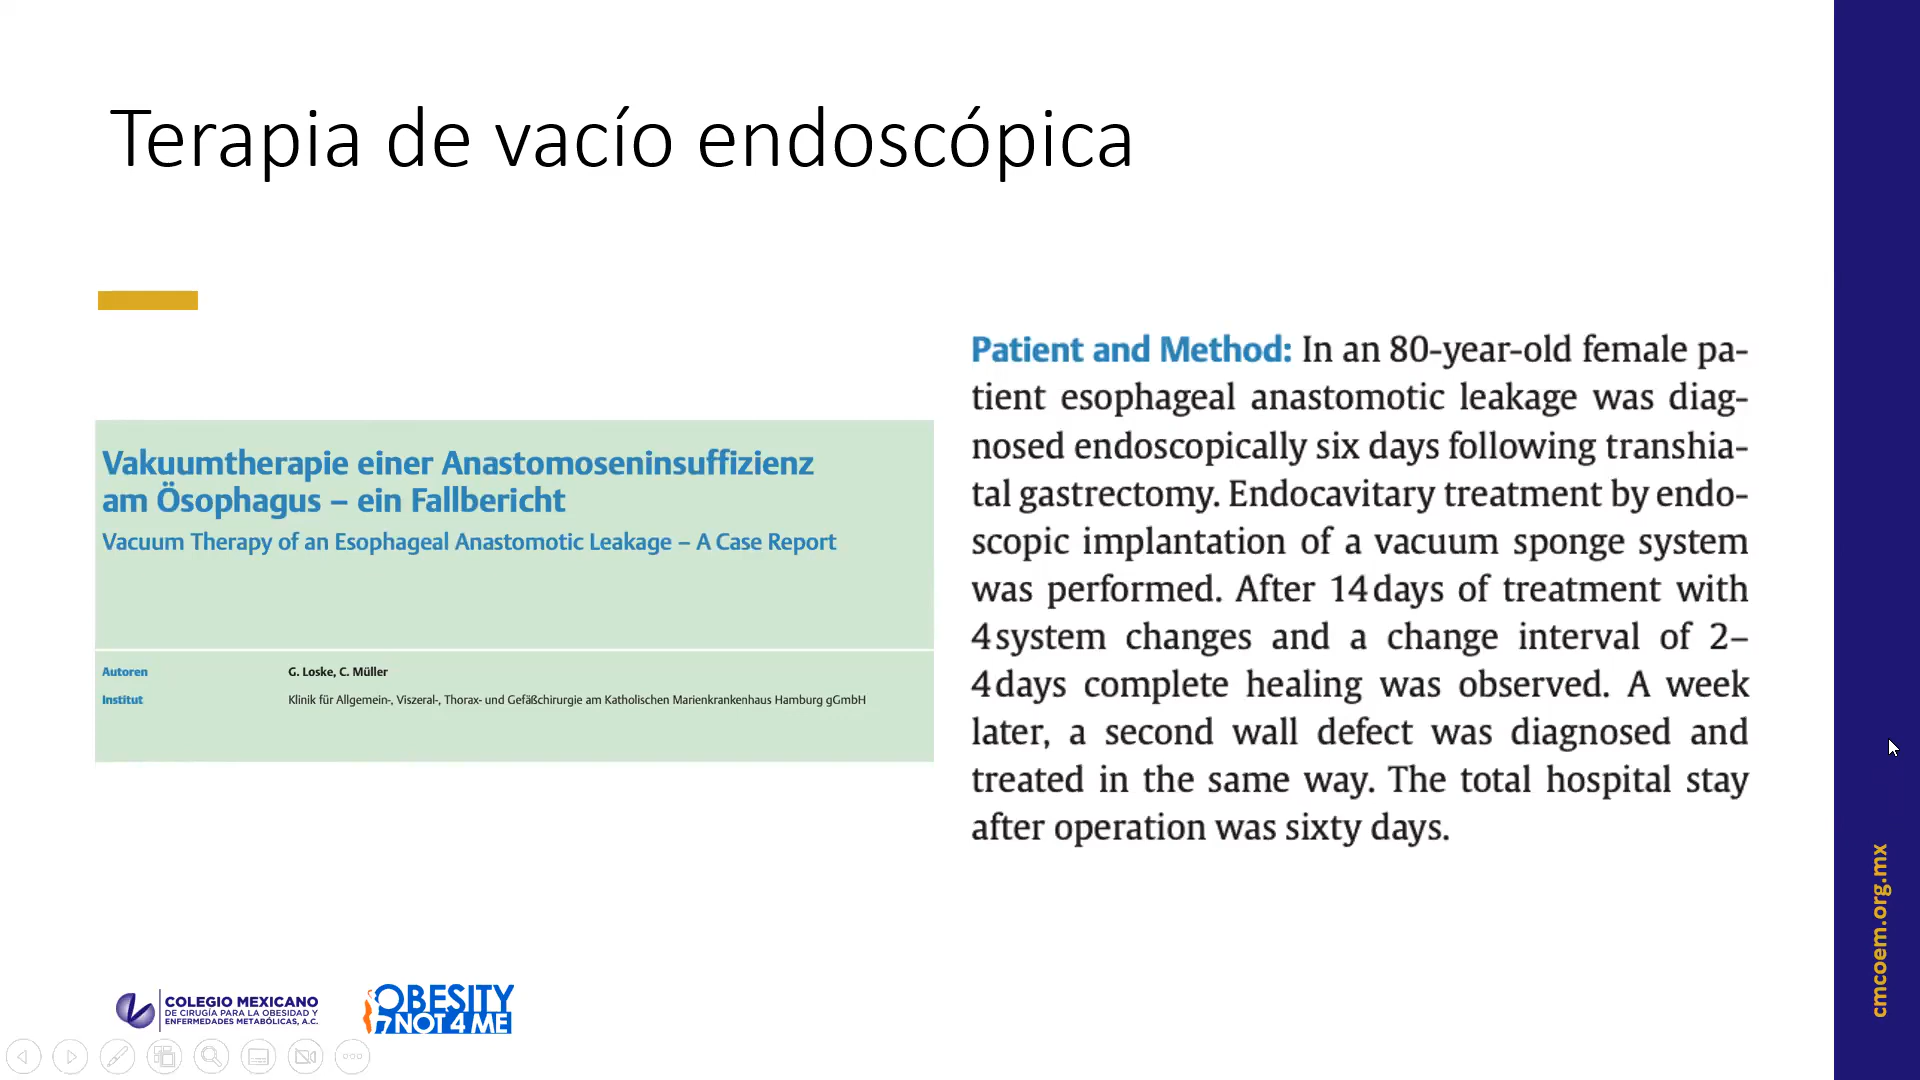 Terapia de vacío endoscópica
Vakuumtherapie einer Anastomoseninsuffizienz
am Ösophagus – ein Fallbericht
Vacuum Therapy of an Esophageal Anastomotic Leakage – A Case Report
Autoren G. Loske, C. Müller
Institut Klinik für Allgemein-, Viszeral-, Thorax- und Gefäßchirurgie am Katholischen Marienkrankenhaus Hamburg gGmbH
Patient and Method: In an 80-year-old female pa-
tient esophageal anastomotic leakage was diag-
nosed endoscopically six days following transhia-
tal gastrectomy. Endocavitary treatment by endo-
scopic implantation of a vacuum sponge system
was performed. After 14 days of treatment with
4 system changes and a change interval of 2–
4 days complete healing was observed. A week
later, a second wall defect was diagnosed and
treated in the same way. The total hospital stay
after operation was sixty days.
cmcoem.org.mx
COLEGIO MEXICANO
DE CIRUGÍA PARA LA OBESIDAD Y
ENFERMEDADES METABÓLICAS, A.C.
OBESITY
NOT 4 ME